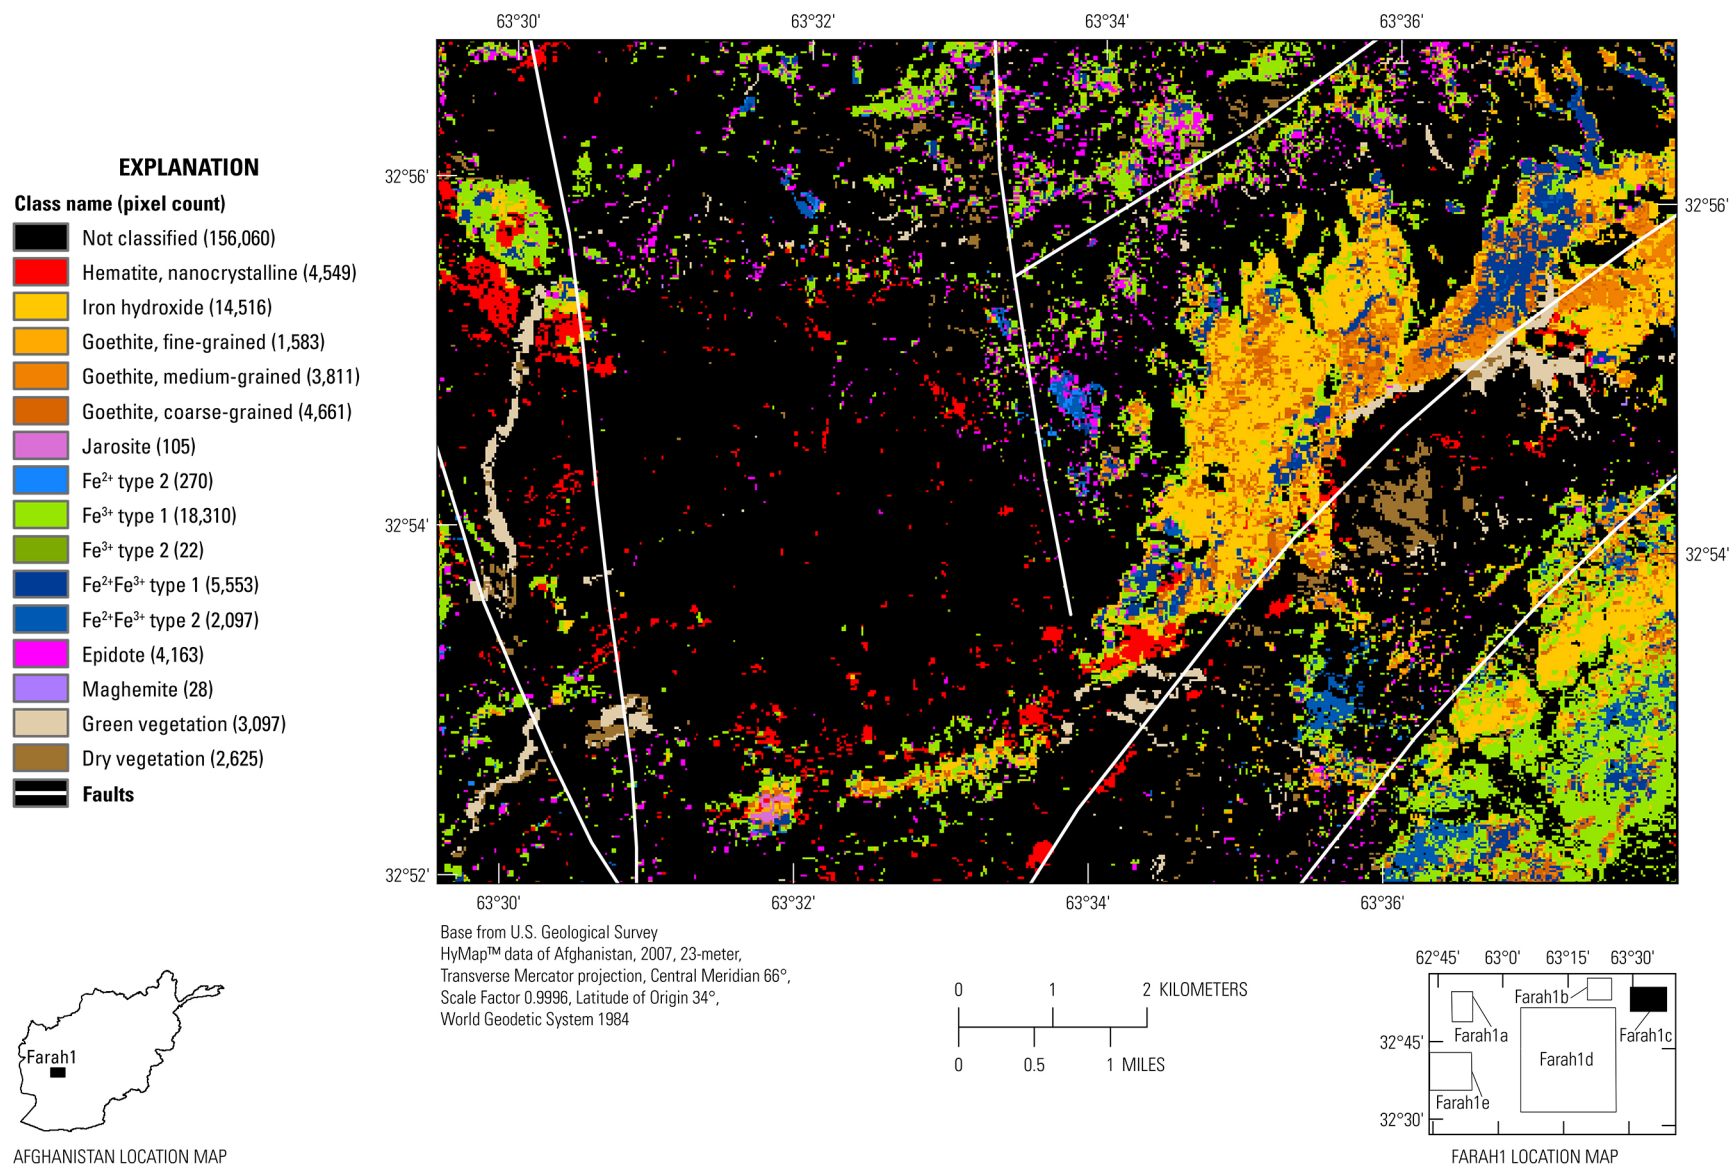 63°30' 63°32' 63°34' 63°36'
32°56'
32°56'
32°54'
32°54'
32°52'
63°30' 63°32' 63°34' 63°36'
EXPLANATION
Class name (pixel count)
Not classified (156,060)
Hematite, nanocrystalline (4,549)
Iron hydroxide (14,516)
Goethite, fine-grained (1,583)
Goethite, medium-grained (3,811)
Goethite, coarse-grained (4,661)
Jarosite (105)
Fe²⁺ type 2 (270)
Fe³⁺ type 1 (18,310)
Fe³⁺ type 2 (22)
Fe²⁺Fe³⁺ type 1 (5,553)
Fe²⁺Fe³⁺ type 2 (2,097)
Epidote (4,163)
Maghemite (28)
Green vegetation (3,097)
Dry vegetation (2,625)
Faults
Base from U.S. Geological Survey
HyMap™ data of Afghanistan, 2007, 23-meter,
Transverse Mercator projection, Central Meridian 66°,
Scale Factor 0.9996, Latitude of Origin 34°,
World Geodetic System 1984
0 1 2 KILOMETERS
0 0.5 1 MILES
Farah1
AFGHANISTAN LOCATION MAP
62°45' 63°0' 63°15' 63°30'
32°45'
32°30'
Farah1b
Farah1a
Farah1c
Farah1d
Farah1e
FARAH1 LOCATION MAP